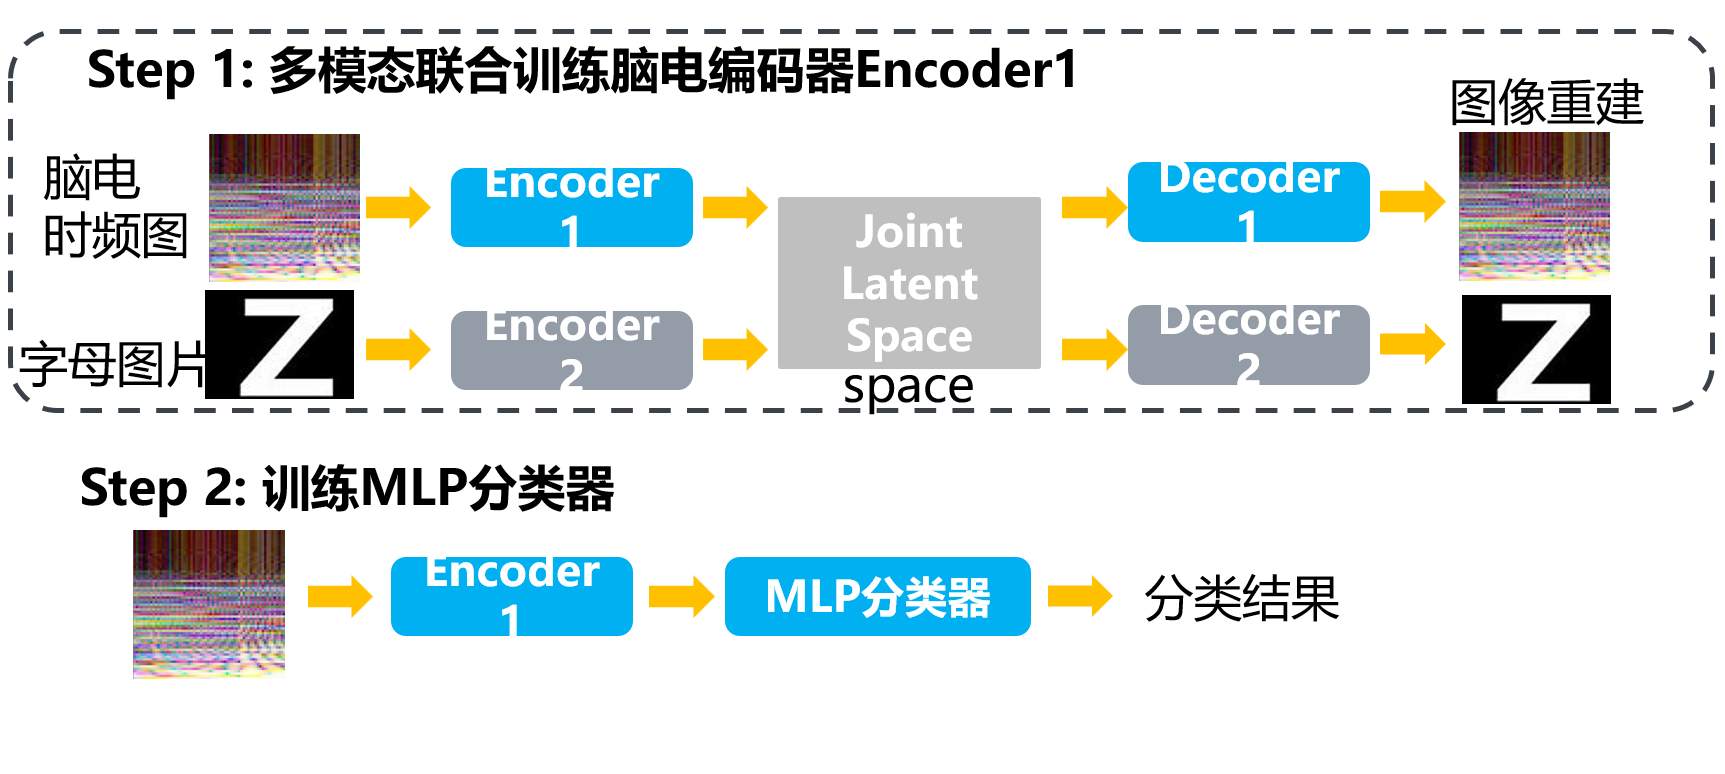 Step 1: 多模态联合训练脑电编码器Encoder1
图像重建
脑电
时频图
Encoder
1
Decoder
1
Joint
Latent
Space
space
字母图片
Z
Encoder
2
Decoder
2
Z
Step 2: 训练MLP分类器
Encoder
1
MLP分类器
分类结果